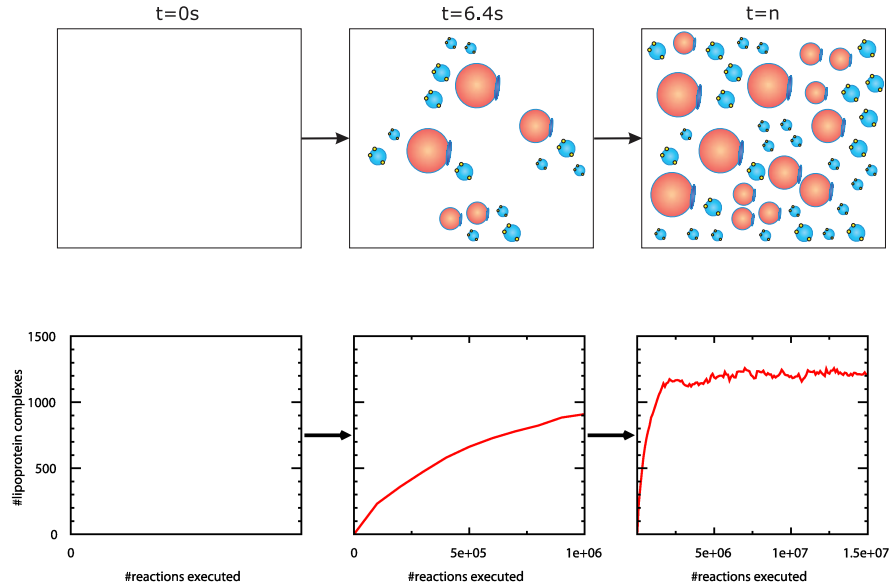 t=0s
t=6.4s
t=n
#lipoprotein complexes
1500
1000
500
0
0
#reactions executed
0
5e+05
1e-06
#reactions executed
5e+06
1e+07
1.5e+07
#reactions executed